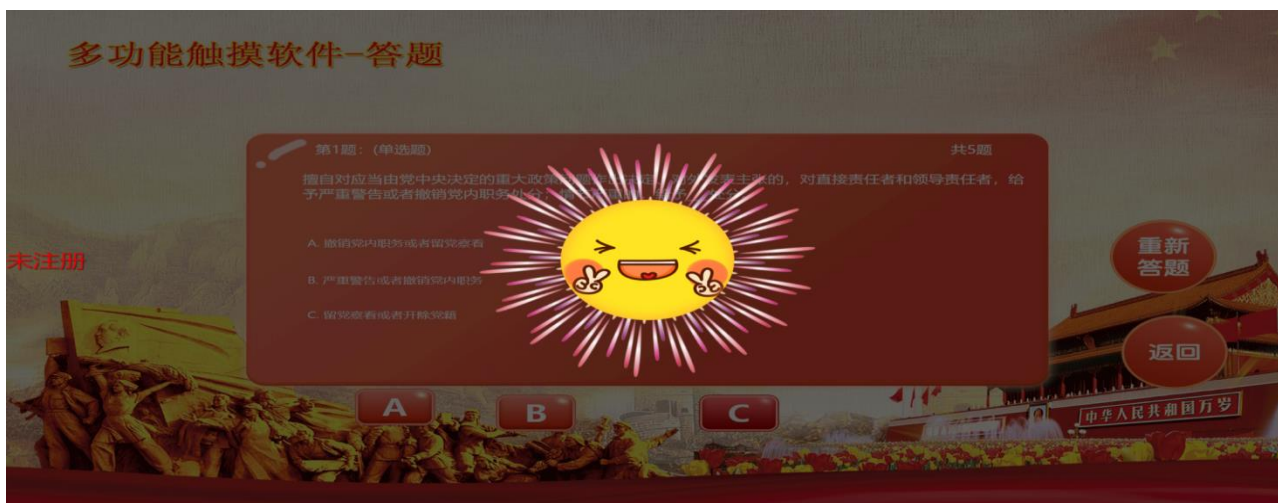 多功能触摸软件-答题
第1题：(单选题)
共5题
擅自对应当由党中央决定的重大政策 的，对直接责任者和领导责任者，给
予严重警告或者撤销党内职务处分
A. 撤销党内职务或者留党察看
未注册
重新
答题
B. 严重警告或者撤销党内职务
C. 留党察看或者开除党籍
返回
A
B
C
中华人民共和国万岁